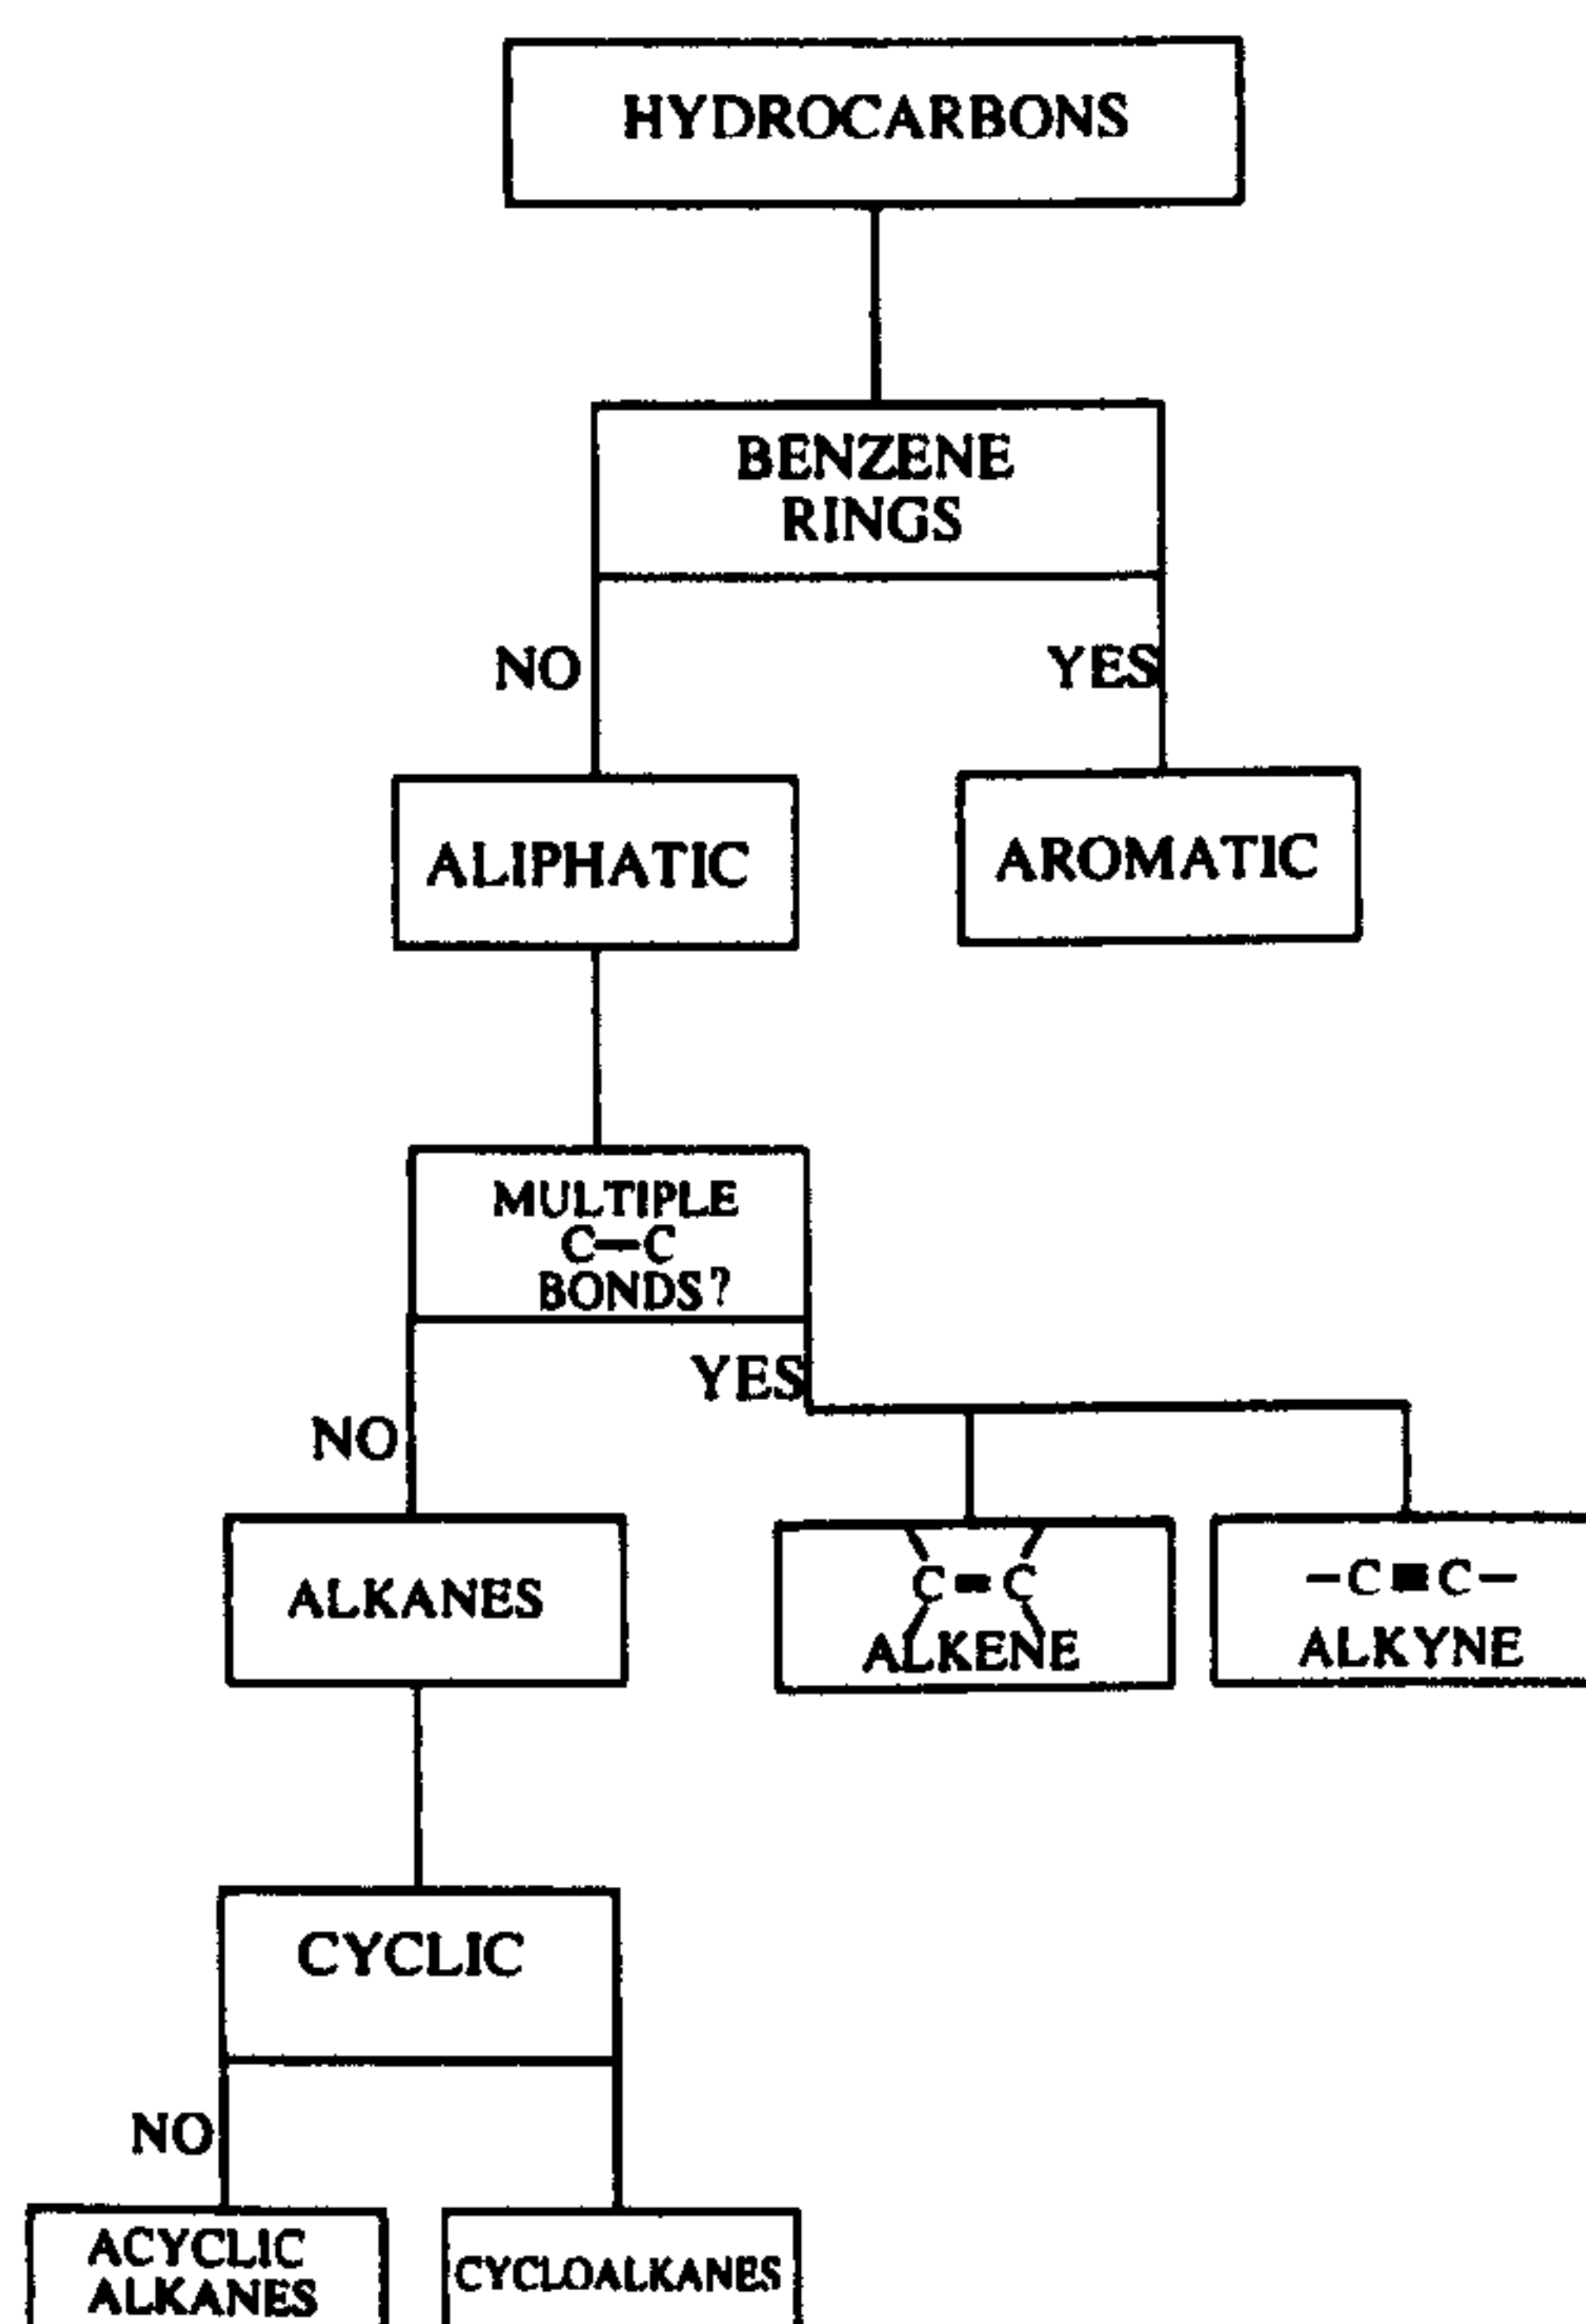 HYDROCARBONS
BENZENE
RINGS
NO
YES
ALIPHATIC
AROMATIC
MULTIPLE
C—C
BONDS?
YES
NO
ALKANES
C=C
ALKENE
—C≡C—
ALKYNE
CYCLIC
NO
ACYCLIC
ALKANES
CYCLOALKANES